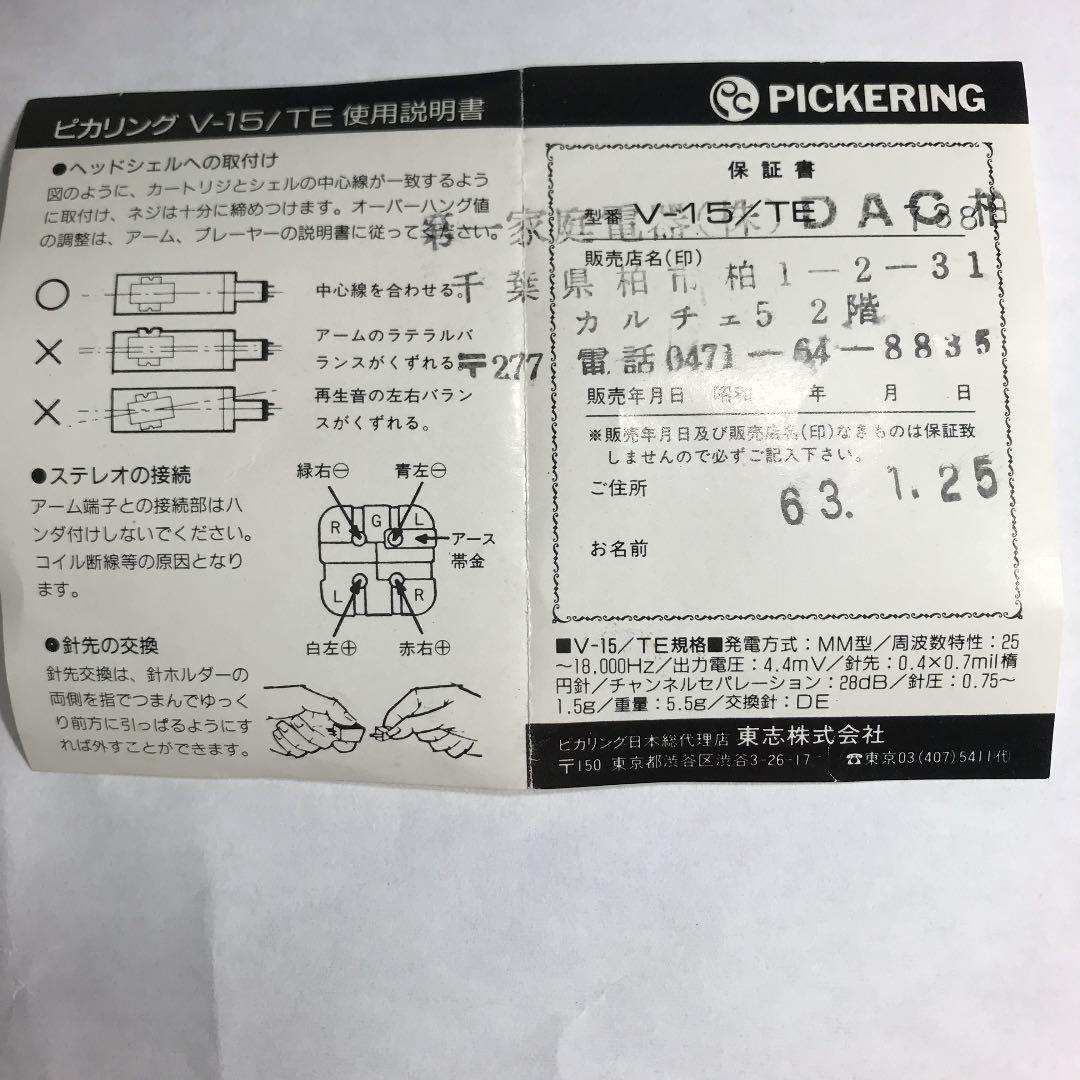 ピカリング V-15/TE 使用説明書
●ヘッドシェルへの取付け
図のように、カートリジとシェルの中心線が一致するよう
に取付け、ネジは十分に締めつけます。オーバーハング値
の調整は、アーム、プレーヤーの説明書に従ってください。
○ 中心線を合わせる。
× アームのラテラルバ
ランスがくずれる。
× 再生音の左右バラン
スがくずれる。
●ステレオの接続
アーム端子との接続部はハ
ンダ付けしないでください。
コイル断線等の原因となり
ます。
緑右⊖ 青左⊖
R G L
アース
帯金
L R
白左⊕ 赤右⊕
●針先の交換
針先交換は、針ホルダーの
両側を指でつまんでゆっく
り前方に引っぱるようにす
れば外すことができます。
PICKERING
保証書
型番 V-15/TE
第一家庭電器(株) DAC柏
販売店名(印)
千葉県柏市柏1-2-31
カルチェ5 2階
〒277 電話0471-64-8835
販売年月日 昭和 年 月 日
※販売年月日及び販売店名(印)なきものは保証致
しませんので必ずご記入下さい。
ご住所
63. 1. 25
お名前
■V-15/TE規格■発電方式:MM型/周波数特性:25
~18,000Hz/出力電圧:4.4mV/針先:0.4×0.7mil楕
円針/チャンネルセパレーション:28dB/針圧:0.75~
1.5g/重量:5.5g/交換針:DE
ピカリング日本総代理店 東志株式会社
〒150 東京都渋谷区渋谷3-26-17 ☎東京03(407)5411代